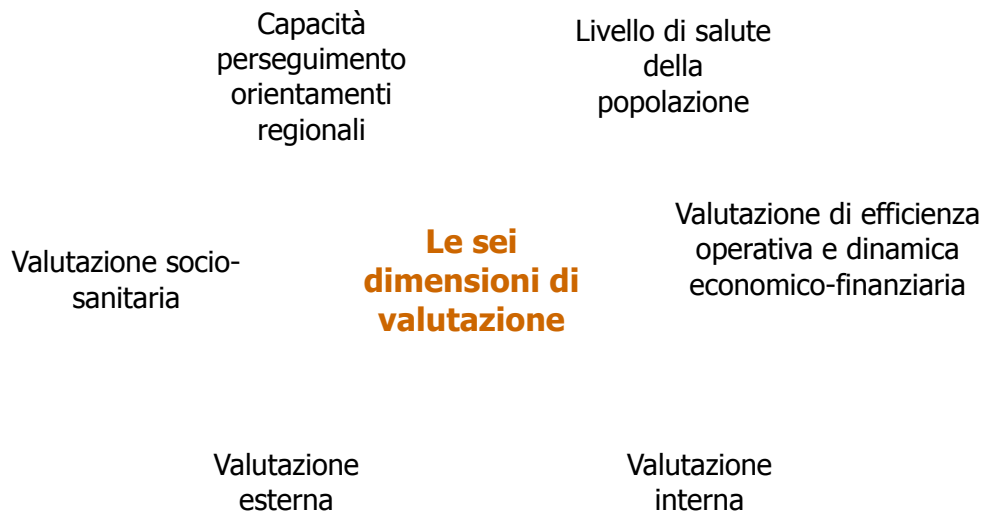 Capacità
perseguimento
orientamenti
regionali
Livello di salute
della
popolazione
Valutazione socio-
sanitaria
Le sei
dimensioni di
valutazione
Valutazione di efficienza
operativa e dinamica
economico-finanziaria
Valutazione
esterna
Valutazione
interna